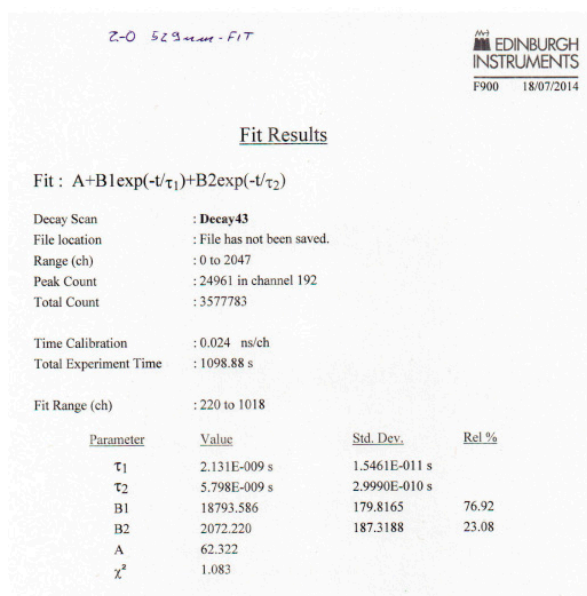 2-0 529nm-FIT
EDINBURGH
INSTRUMENTS
F900 18/07/2014
Fit Results
Fit : A+B1exp(-t/τ₁)+B2exp(-t/τ₂)
Decay Scan : Decay43
File location : File has not been saved.
Range (ch) : 0 to 2047
Peak Count : 24961 in channel 192
Total Count : 3577783
Time Calibration : 0.024 ns/ch
Total Experiment Time : 1098.88 s
Fit Range (ch) : 220 to 1018
Parameter Value Std. Dev. Rel %
τ1 2.131E-009 s 1.5461E-011 s
τ2 5.798E-009 s 2.9990E-010 s
B1 18793.586 179.8165 76.92
B2 2072.220 187.3188 23.08
A 62.322
χ² 1.083